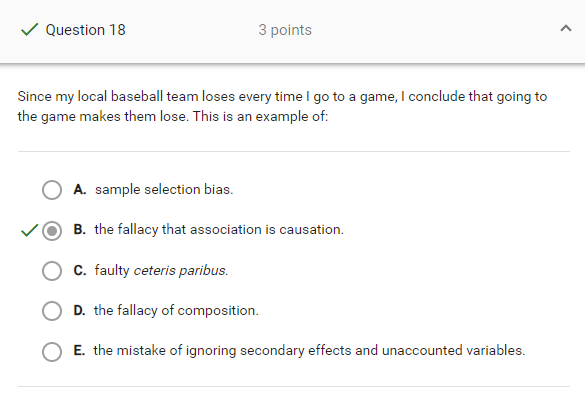 Question 18 3 points
Since my local baseball team loses every time I go to a game, I conclude that going to
the game makes them lose. This is an example of:
A. sample selection bias.
B. the fallacy that association is causation.
C. faulty ceteris paribus.
D. the fallacy of composition.
E. the mistake of ignoring secondary effects and unaccounted variables.